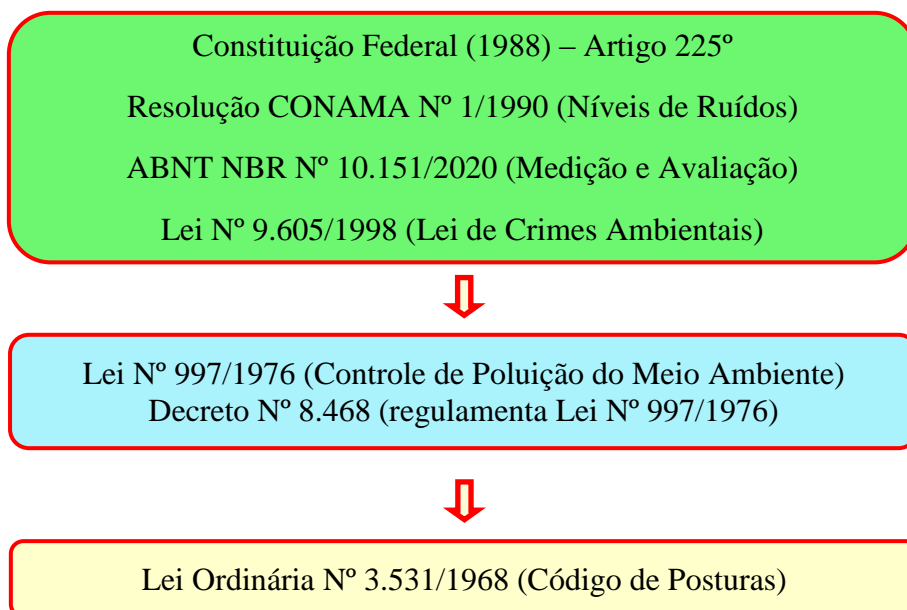 Constituição Federal (1988) – Artigo 225º
Resolução CONAMA Nº 1/1990 (Níveis de Ruídos)
ABNT NBR Nº 10.151/2020 (Medição e Avaliação)
Lei Nº 9.605/1998 (Lei de Crimes Ambientais)
Lei Nº 997/1976 (Controle de Poluição do Meio Ambiente)
Decreto Nº 8.468 (regulamenta Lei Nº 997/1976)
Lei Ordinária Nº 3.531/1968 (Código de Posturas)